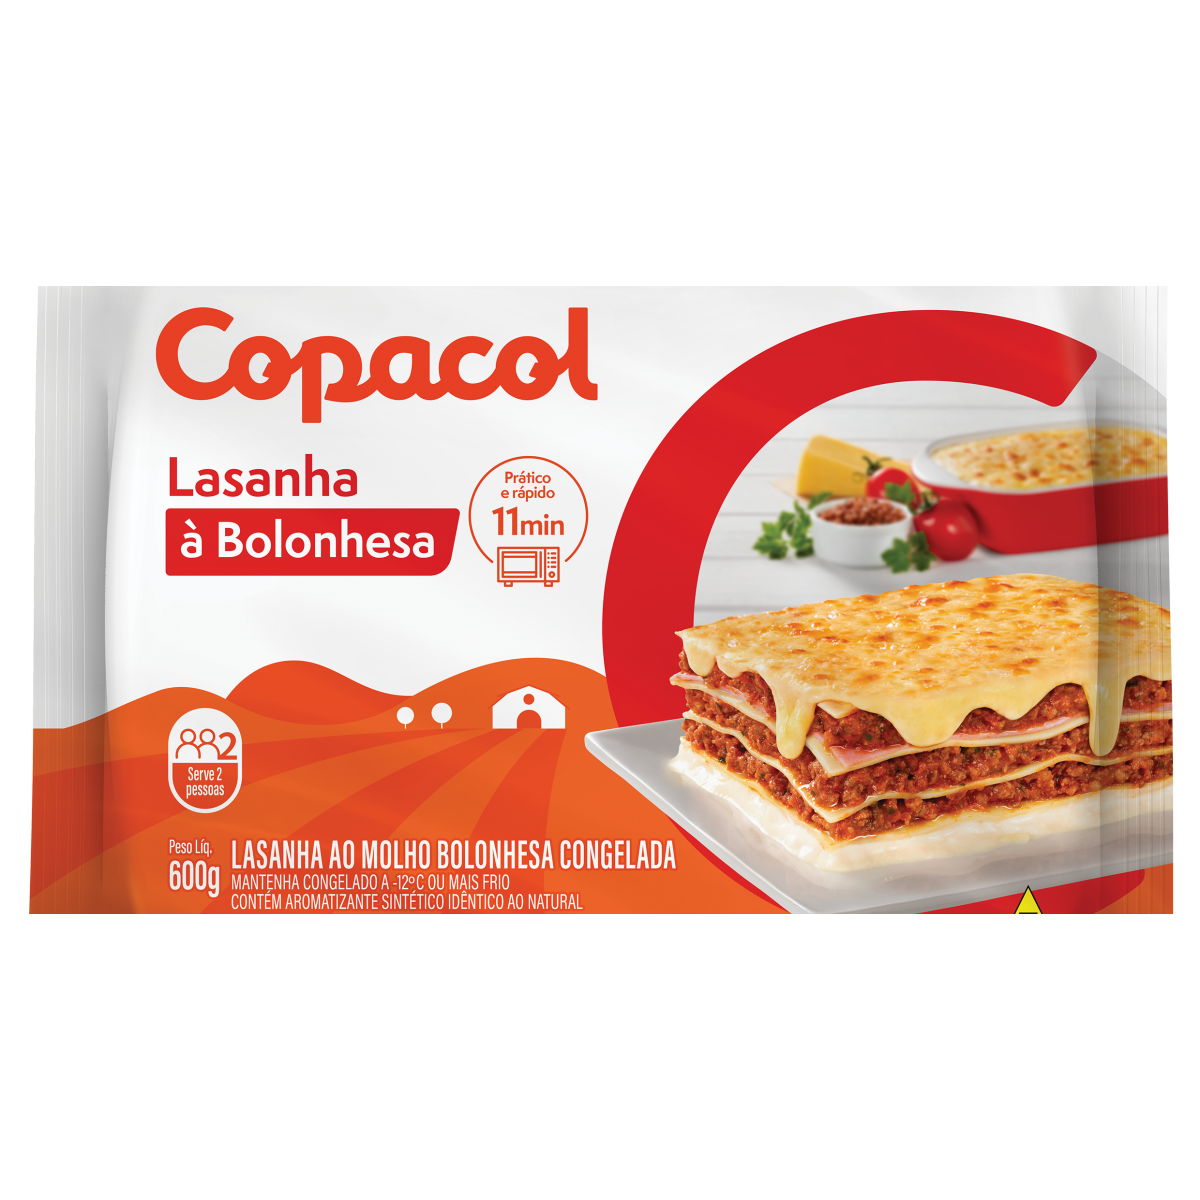 Copacol
Lasanha
à Bolonhesa
Prático
e rápido
11min
2
Serve 2
pessoas
Peso Líq.
600g
LASANHA AO MOLHO BOLONHESA CONGELADA
MANTENHA CONGELADO A -12ºC OU MAIS FRIO
CONTÉM AROMATIZANTE SINTÉTICO IDÊNTICO AO NATURAL